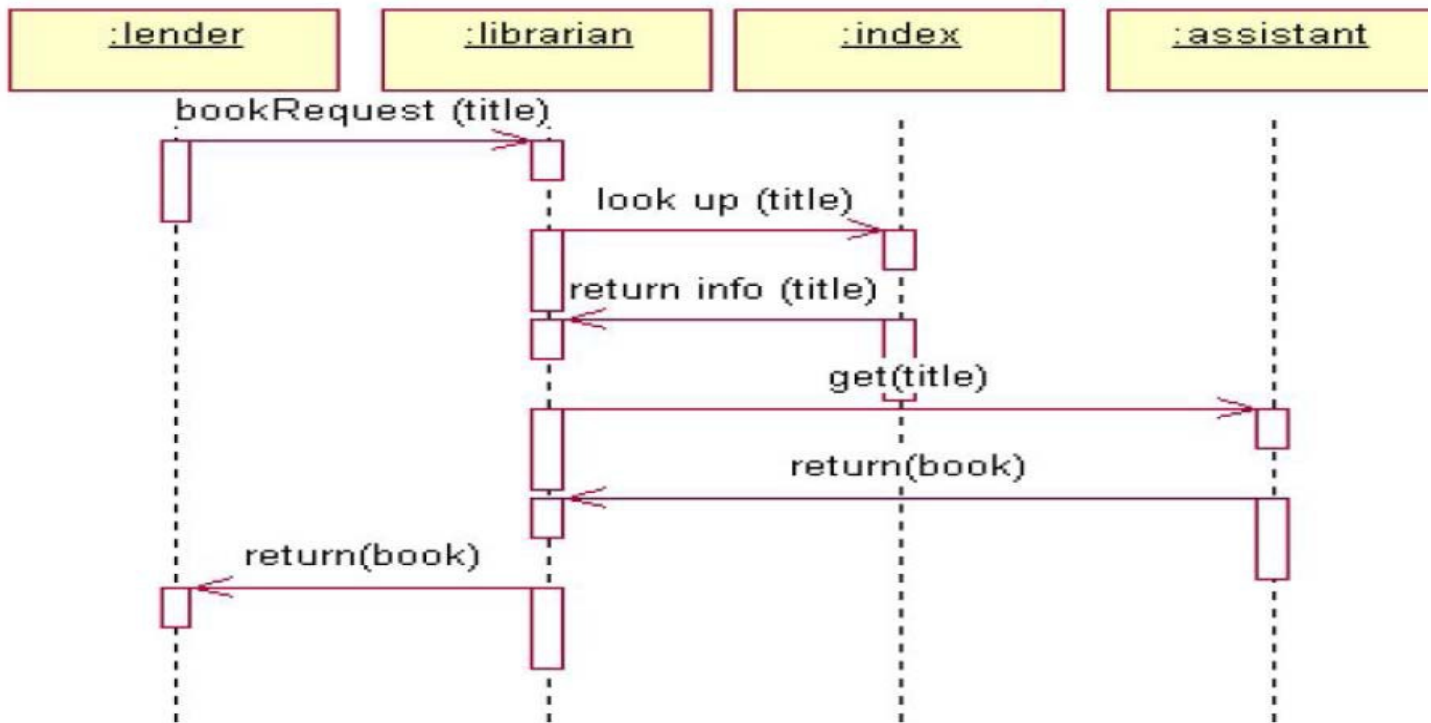 :lender
:librarian
:index
:assistant
bookRequest (title)
look up (title)
return info (title)
get(title)
return(book)
return(book)